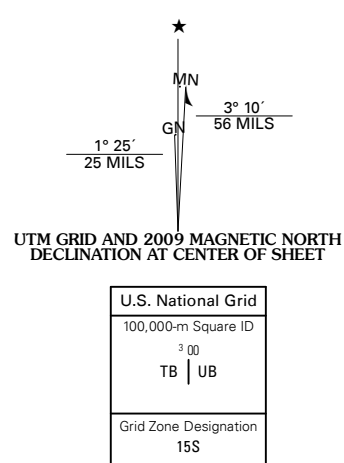 ★
MN
3° 10´
56 MILS
GN
1° 25´
25 MILS
UTM GRID AND 2009 MAGNETIC NORTH
DECLINATION AT CENTER OF SHEET
U.S. National Grid
100,000-m Square ID
3 00
TB UB
Grid Zone Designation
15S